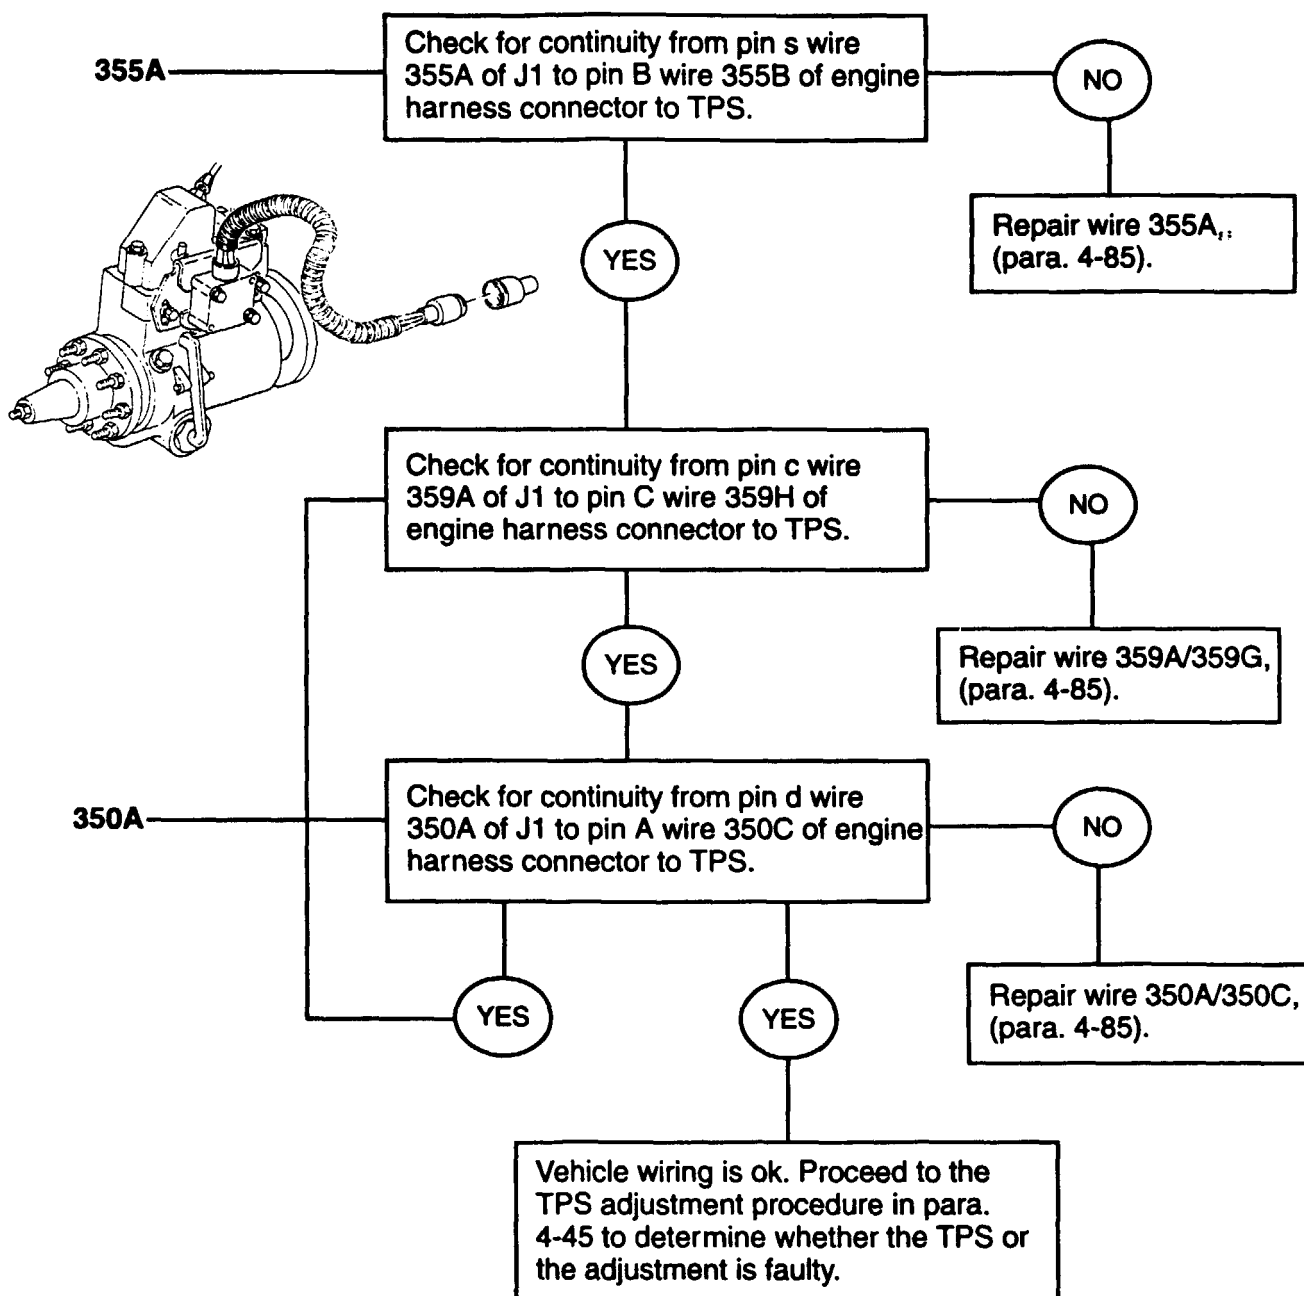 355A
Check for continuity from pin s wire
355A of J1 to pin B wire 355B of engine
harness connector to TPS.
NO
Repair wire 355A,
(para. 4-85).
YES
Check for continuity from pin c wire
359A of J1 to pin C wire 359H of
engine harness connector to TPS.
NO
Repair wire 359A/359G,
(para. 4-85).
YES
350A
Check for continuity from pin d wire
350A of J1 to pin A wire 350C of engine
harness connector to TPS.
NO
Repair wire 350A/350C,
(para. 4-85).
YES
YES
Vehicle wiring is ok. Proceed to the
TPS adjustment procedure in para.
4-45 to determine whether the TPS or
the adjustment is faulty.